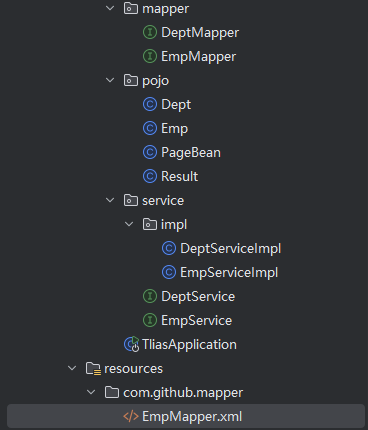 mapper
DeptMapper
EmpMapper
pojo
Dept
Emp
PageBean
Result
service
impl
DeptServiceImpl
EmpServiceImpl
DeptService
EmpService
TliasApplication
resources
com.github.mapper
EmpMapper.xml